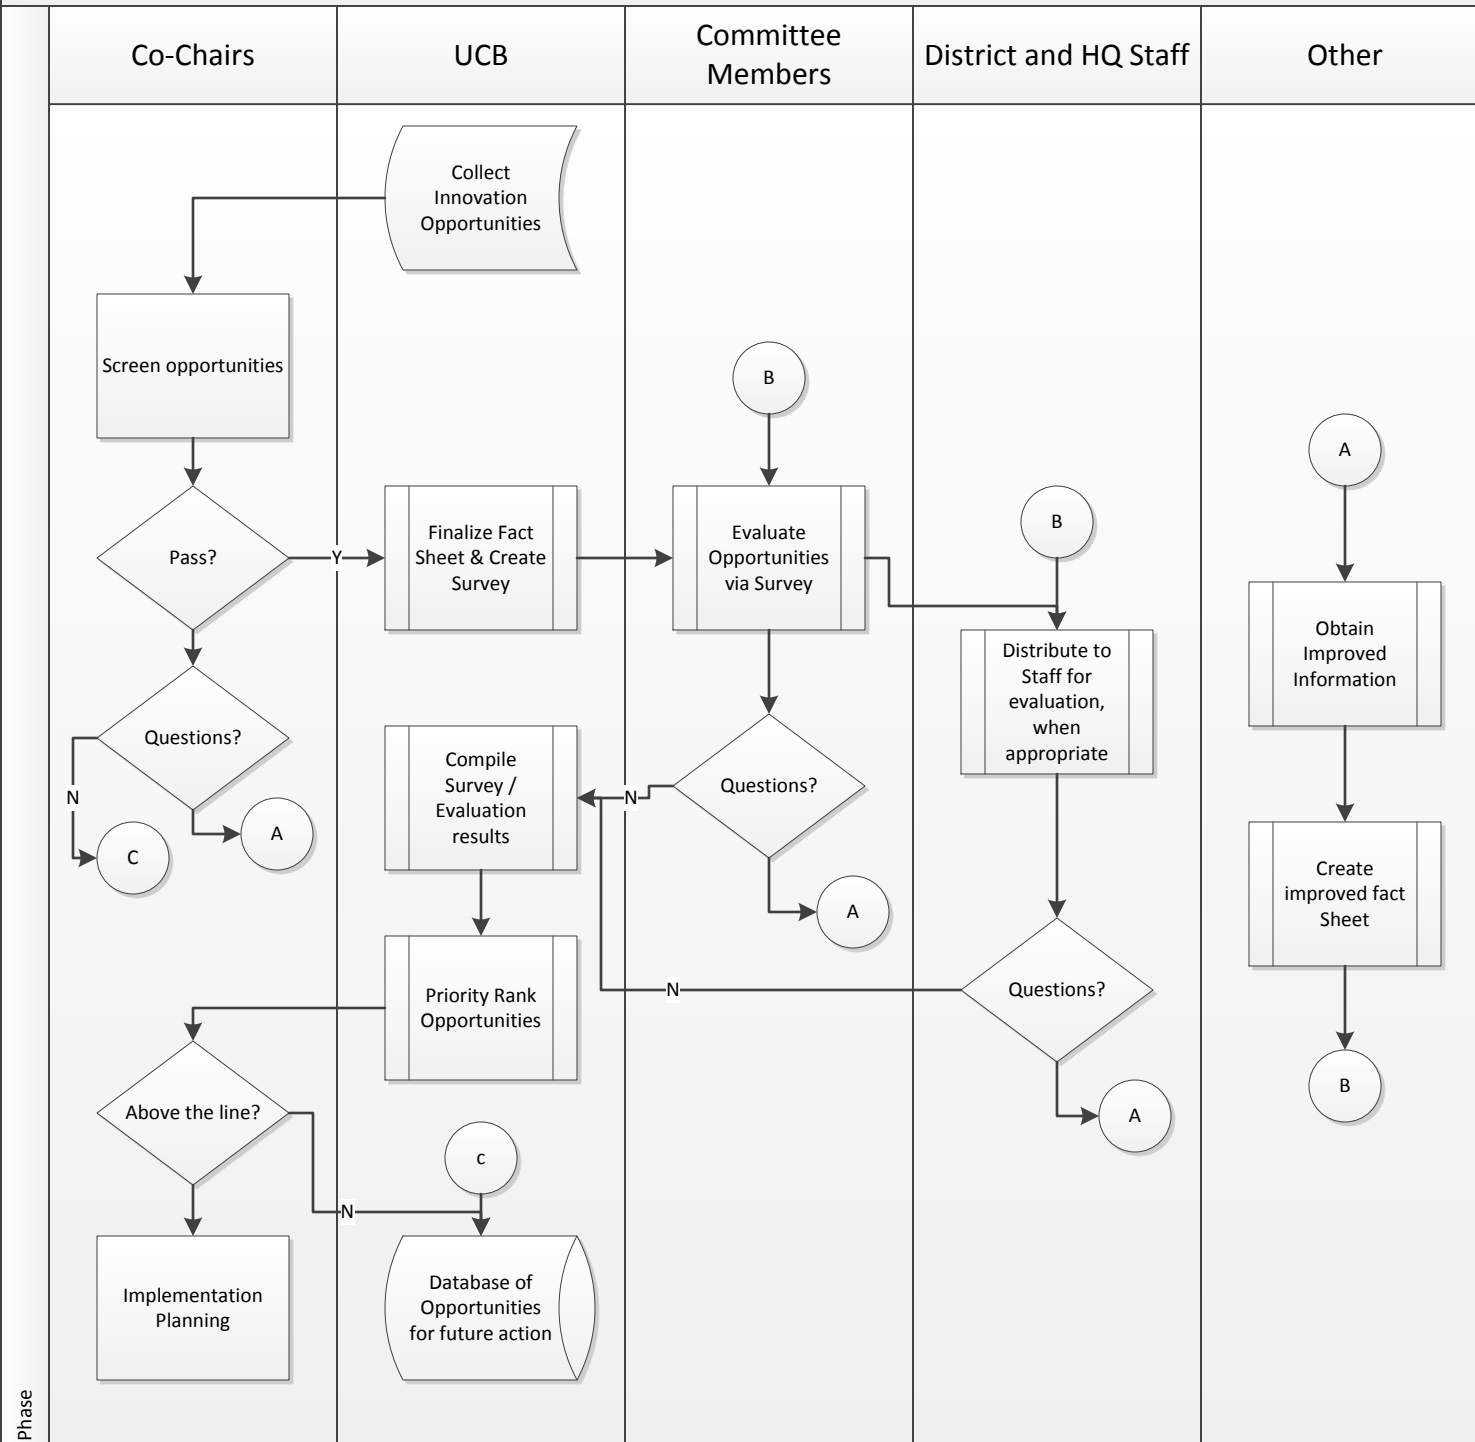 Co-Chairs
UCB
Committee
Members
District and HQ Staff
Other
Collect
Innovation
Opportunities
Screen opportunities
B
A
Pass?
Y
Finalize Fact
Sheet & Create
Survey
Evaluate
Opportunities
via Survey
B
Obtain
Improved
Information
Distribute to
Staff for
evaluation,
when
appropriate
Questions?
N
C
A
Compile
Survey /
Evaluation
results
N
Questions?
A
Create
improved fact
Sheet
Priority Rank
Opportunities
N
Questions?
A
B
Above the line?
N
c
Implementation
Planning
Database of
Opportunities
for future action
Phase